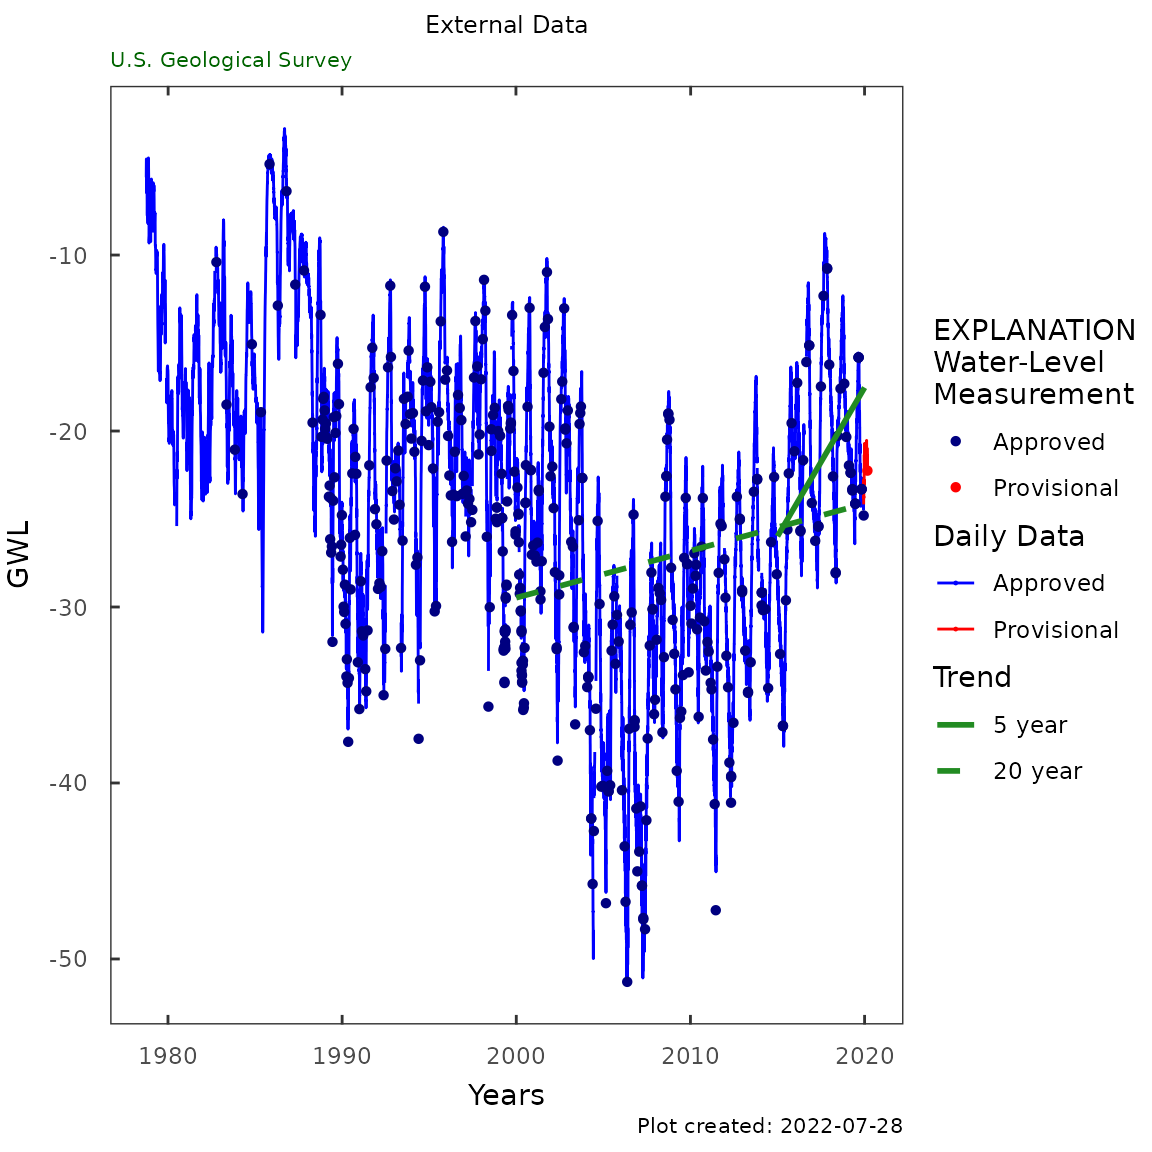 External Data
U.S. Geological Survey
-10
-20
-30
-40
-50
GWL
1980
1990
2000
2010
2020
Years
EXPLANATION
Water-Level
Measurement
Approved
Provisional
Daily Data
Approved
Provisional
Trend
5 year
20 year
Plot created: 2022-07-28